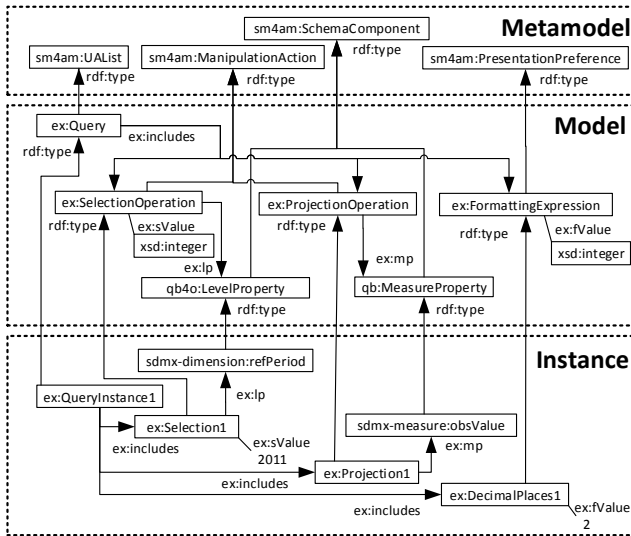 Metamodel
sm4am:SchemaComponent
sm4am:UAList
sm4am:ManipulationAction
rdf:type
sm4am:PresentationPreference
rdf:type
rdf:type
rdf:type
Model
ex:Query
ex:includes
rdf:type
ex:SelectionOperation
ex:ProjectionOperation
ex:FormattingExpression
rdf:type
ex:sValue
rdf:type
rdf:type
ex:fValue
xsd:integer
xsd:integer
ex:lp
ex:mp
qb4o:LevelProperty
qb:MeasureProperty
rdf:type
rdf:type
Instance
sdmx-dimension:refPeriod
ex:lp
ex:QueryInstance1
ex:Selection1
sdmx-measure:obsValue
ex:includes
ex:sValue
2011
ex:mp
ex:Projection1
ex:includes
ex:DecimalPlaces1
ex:includes
ex:fValue
2